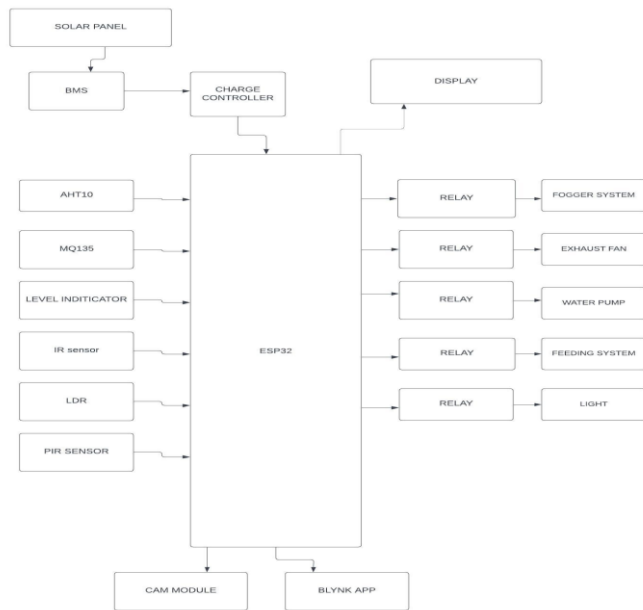 SOLAR PANEL
BMS
CHARGE
CONTROLLER
DISPLAY
AHT10
MQ135
LEVEL INDITICATOR
IR sensor
LDR
PIR SENSOR
ESP32
RELAY
FOGGER SYSTEM
RELAY
EXHAUST FAN
RELAY
WATER PUMP
RELAY
FEEDING SYSTEM
RELAY
LIGHT
CAM MODULE
BLYNK APP